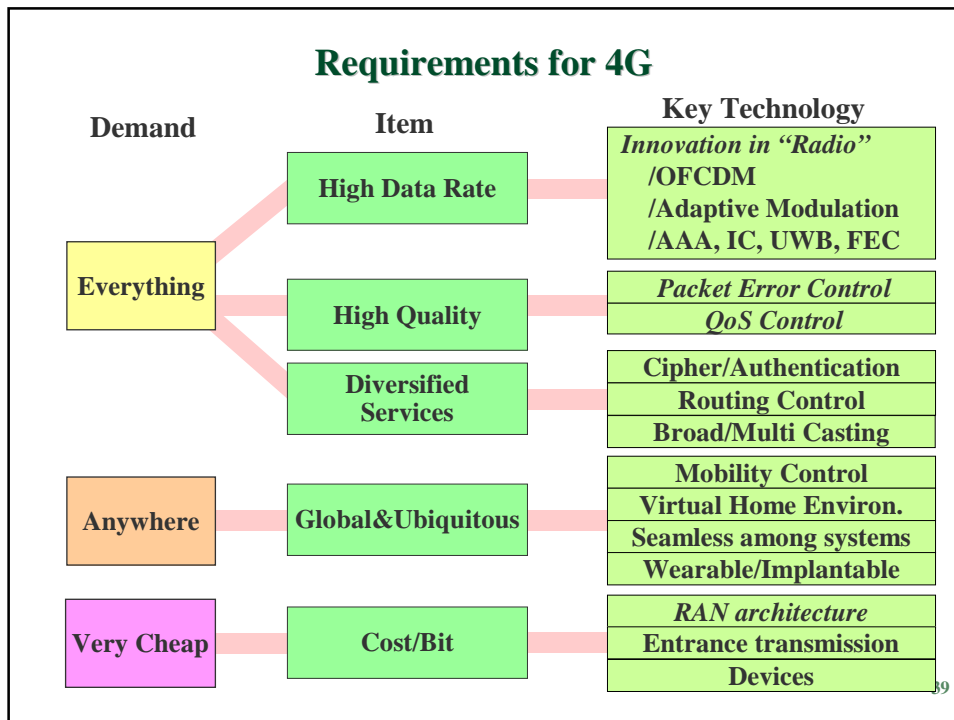 Requirements for 4G
Demand
Item
Key Technology
Everything
High Data Rate
Innovation in “Radio”
/OFCDM
/Adaptive Modulation
/AAA, IC, UWB, FEC
High Quality
Packet Error Control
QoS Control
Diversified
Services
Cipher/Authentication
Routing Control
Broad/Multi Casting
Anywhere
Global&Ubiquitous
Mobility Control
Virtual Home Environ.
Seamless among systems
Wearable/Implantable
Very Cheap
Cost/Bit
RAN architecture
Entrance transmission
Devices
39